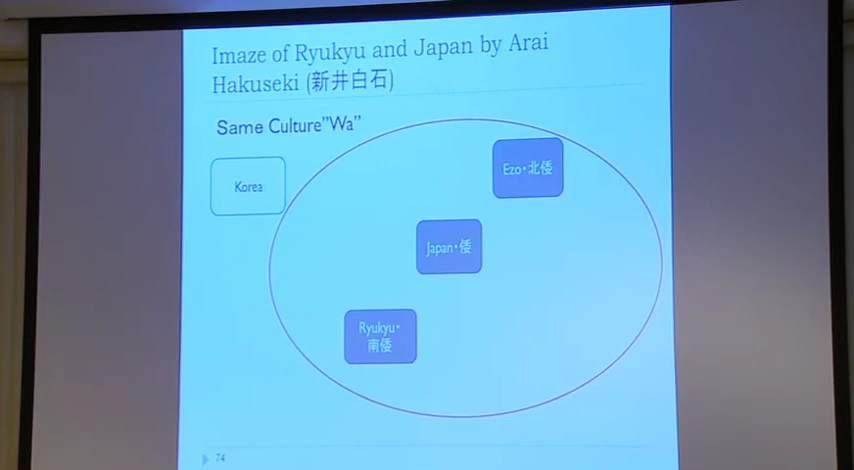 Imaze of Ryukyu and Japan by Arai
Hakuseki (新井白石)
Same Culture"Wa"
Korea
Ezo・北倭
Japan・倭
Ryukyu・
南倭
74